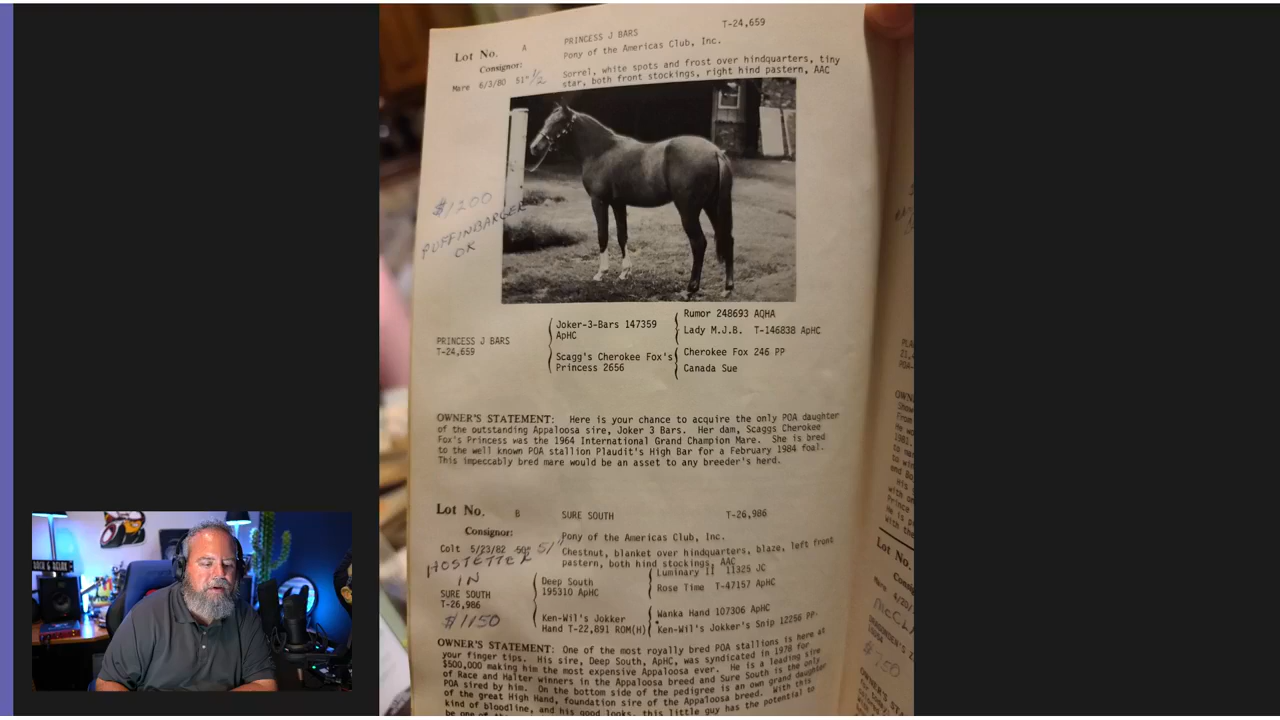 Lot No. A PRINCESS J BARS T-24,659
Consignor: Pony of the Americas Club, Inc.
Mare 6/3/80 51" 1/2 Sorrel, white spots and frost over hindquarters, tiny
star, both front stockings, right hind pastern, AAC
$1200
PUFFINBARGER
OK
PRINCESS J BARS
T-24,659
Joker-3-Bars 147359
ApHC
Scagg's Cherokee Fox's
Princess 2656
Rumor 248693 AQHA
Lady M.J.B. T-146838 ApHC
Cherokee Fox 246 PP
Canada Sue
OWNER'S STATEMENT: Here is your chance to acquire the only POA daughter
of the outstanding Appaloosa sire, Joker 3 Bars. Her dam, Scaggs Cherokee
Fox's Princess was the 1964 International Grand Champion Mare. She is bred
to the well known POA stallion Plaudit's High Bar for a February 1984 foal.
This impeccably bred mare would be an asset to any breeder's herd.
Lot No. B SURE SOUTH T-26,986
Consignor: Pony of the Americas Club, Inc.
Colt 5/23/82 50" 51" Chestnut, blanket over hindquarters, blaze, left front
pastern, both hind stockings, AAC
HOSTETTER
IN
SURE SOUTH
T-26,986
$1150
Deep South
195310 ApHC
Ken-Wil's Jokker
Hand T-22,891 ROM(H)
Luminary II 11325 JC
Rose Time T-47157 ApHC
Wanka Hand 107306 ApHC
Ken-Wil's Jokker's Snip 12256 PP
OWNER'S STATEMENT: One of the most royally bred POA stallions is here at
your finger tips. His sire, Deep South, ApHC, was syndicated in 1978 for
$500,000 making him the most expensive Appaloosa ever. He is a leading sire
of Race and Halter winners in the Appaloosa breed and Sure South is the only
POA sired by him. On the bottom side of the pedigree is an own grand daughter
of the great High Hand, foundation sire of the Appaloosa breed. With this
kind of bloodline, and his good looks, this little guy has the potential to
be one of the
Lot No.
ROCK & RELAX